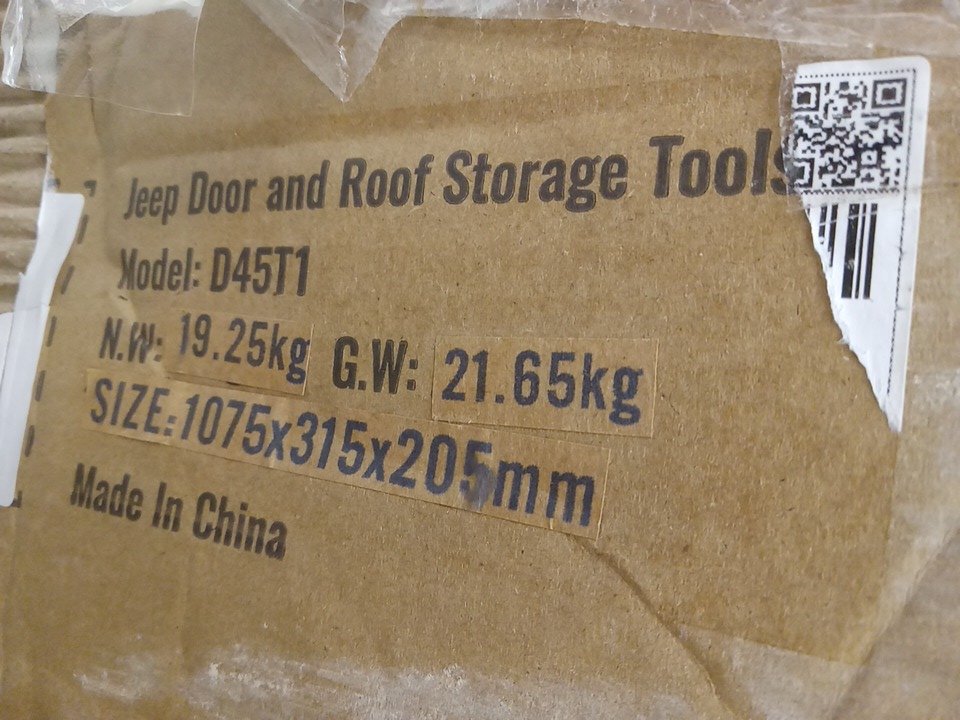 Jeep Door and Roof Storage Tools
Model: D45T1
N.W: 19.25kg G.W: 21.65kg
SIZE:1075x315x205mm
Made In China